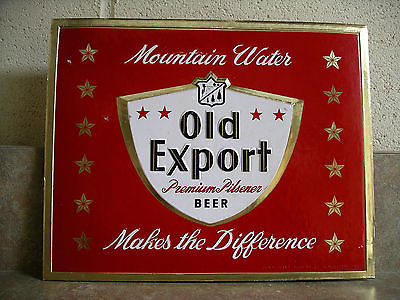 Mountain Water
Old
Export
Premium Pilsener
BEER
Makes the Difference